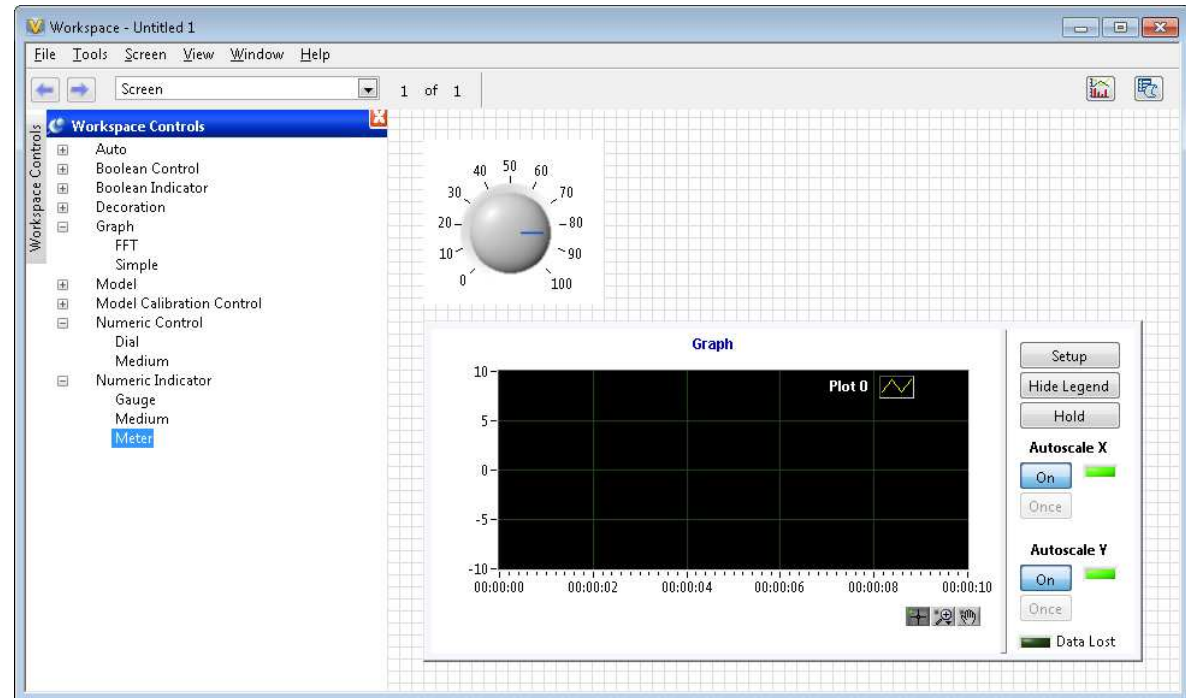 Workspace - Untitled 1
File Tools Screen View Window Help
Screen
1 of 1
Workspace Controls
Workspace Controls
Auto
Boolean Control
Boolean Indicator
Decoration
Graph
FFT
Simple
Model
Model Calibration Control
Numeric Control
Dial
Medium
Numeric Indicator
Gauge
Medium
Meter
0
10
20
30
40
50
60
70
80
90
100
Graph
Plot 0
10
5
0
-5
-10
00:00:00 00:00:02 00:00:04 00:00:06 00:00:08 00:00:10
Setup
Hide Legend
Hold
Autoscale X
On
Once
Autoscale Y
On
Once
Data Lost